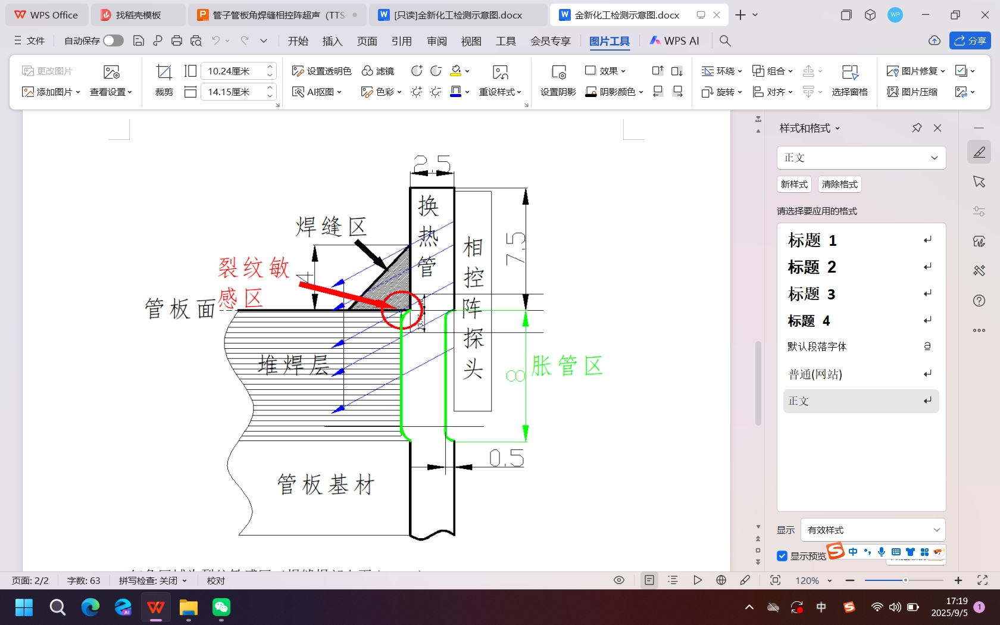 WPS Office
找稻壳模板
管子管板角焊缝相控阵超声（TTS
[只读]金新化工检测示意图.docx
金新化工检测示意图.docx
WP
文件
自动保存
开始
插入
页面
引用
审阅
视图
工具
会员专享
图片工具
WPS AI
分享
更改图片
添加图片
查看设置
裁剪
10.24厘米
14.15厘米
设置透明色
AI抠图
滤镜
色彩
重设样式
设置阴影
效果
阴影颜色
环绕
旋转
组合
对齐
选择窗格
图片修复
图片压缩
2.5
换热管
焊缝区
相控阵探头
7.5
4
裂纹敏
感区
管板面
堆焊层
8
胀管区
0.5
管板基材
样式和格式
正文
新样式
清除格式
请选择要应用的格式
标题 1
标题 2
标题 3
标题 4
默认段落字体
a
普通(网站)
正文
显示
有效样式
显示预览
中
页面: 2/2
字数: 63
拼写检查: 关闭
校对
120%
AI
中
17:19
2025/9/5
1